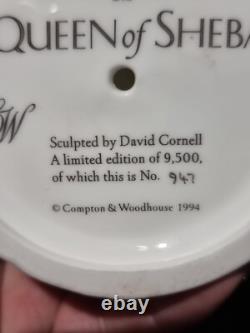 QUEEN of SHEBA
W
Sculpted by David Cornell
A limited edition of 9,500,
of which this is No. 947
© Compton & Woodhouse 1994
ebay